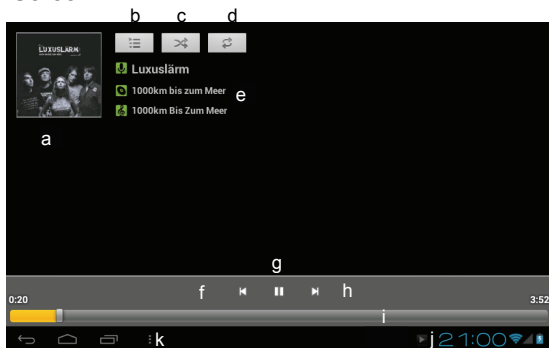 b c d
LUXUSLÄRM
Luxuslärm
1000km bis zum Meer
e
1000km Bis Zum Meer
a
g
f h
0:20 3:52
i
k j 21:00